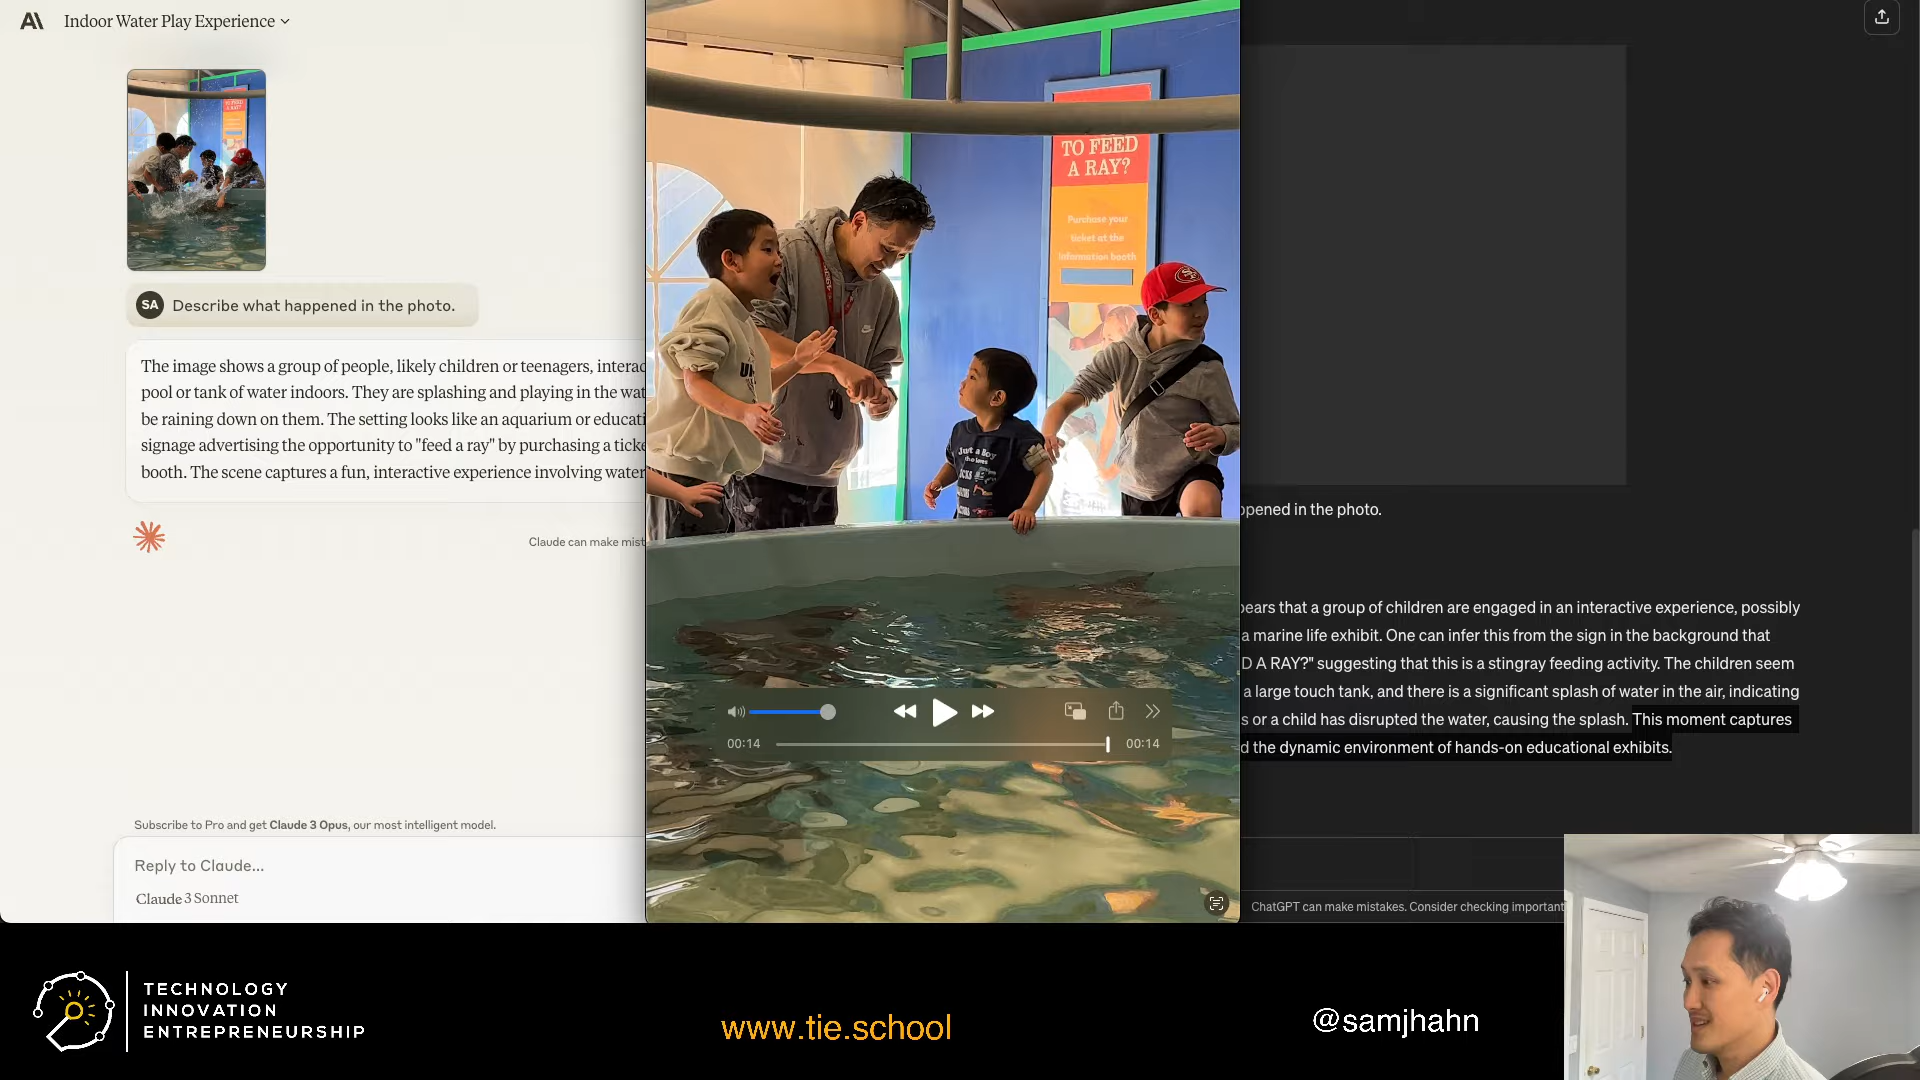 Indoor Water Play Experience
SA Describe what happened in the photo.
The image shows a group of people, likely children or teenagers, interac
pool or tank of water indoors. They are splashing and playing in the wat
be raining down on them. The setting looks like an aquarium or educati
signage advertising the opportunity to "feed a ray" by purchasing a ticke
booth. The scene captures a fun, interactive experience involving water
Claude can make mist
Subscribe to Pro and get Claude 3 Opus, our most intelligent model.
Reply to Claude...
Claude 3 Sonnet
TO FEED
A RAY?
Purchase your
ticket at the
information booth
Just a Boy
who loves
00:14
00:14
opened in the photo.
ears that a group of children are engaged in an interactive experience, possibly
a marine life exhibit. One can infer this from the sign in the background that
D A RAY?" suggesting that this is a stingray feeding activity. The children seem
a large touch tank, and there is a significant splash of water in the air, indicating
s or a child has disrupted the water, causing the splash. This moment captures
d the dynamic environment of hands-on educational exhibits.
ChatGPT can make mistakes. Consider checking important
TECHNOLOGY
INNOVATION
ENTREPRENEURSHIP
www.tie.school
@samjhahn